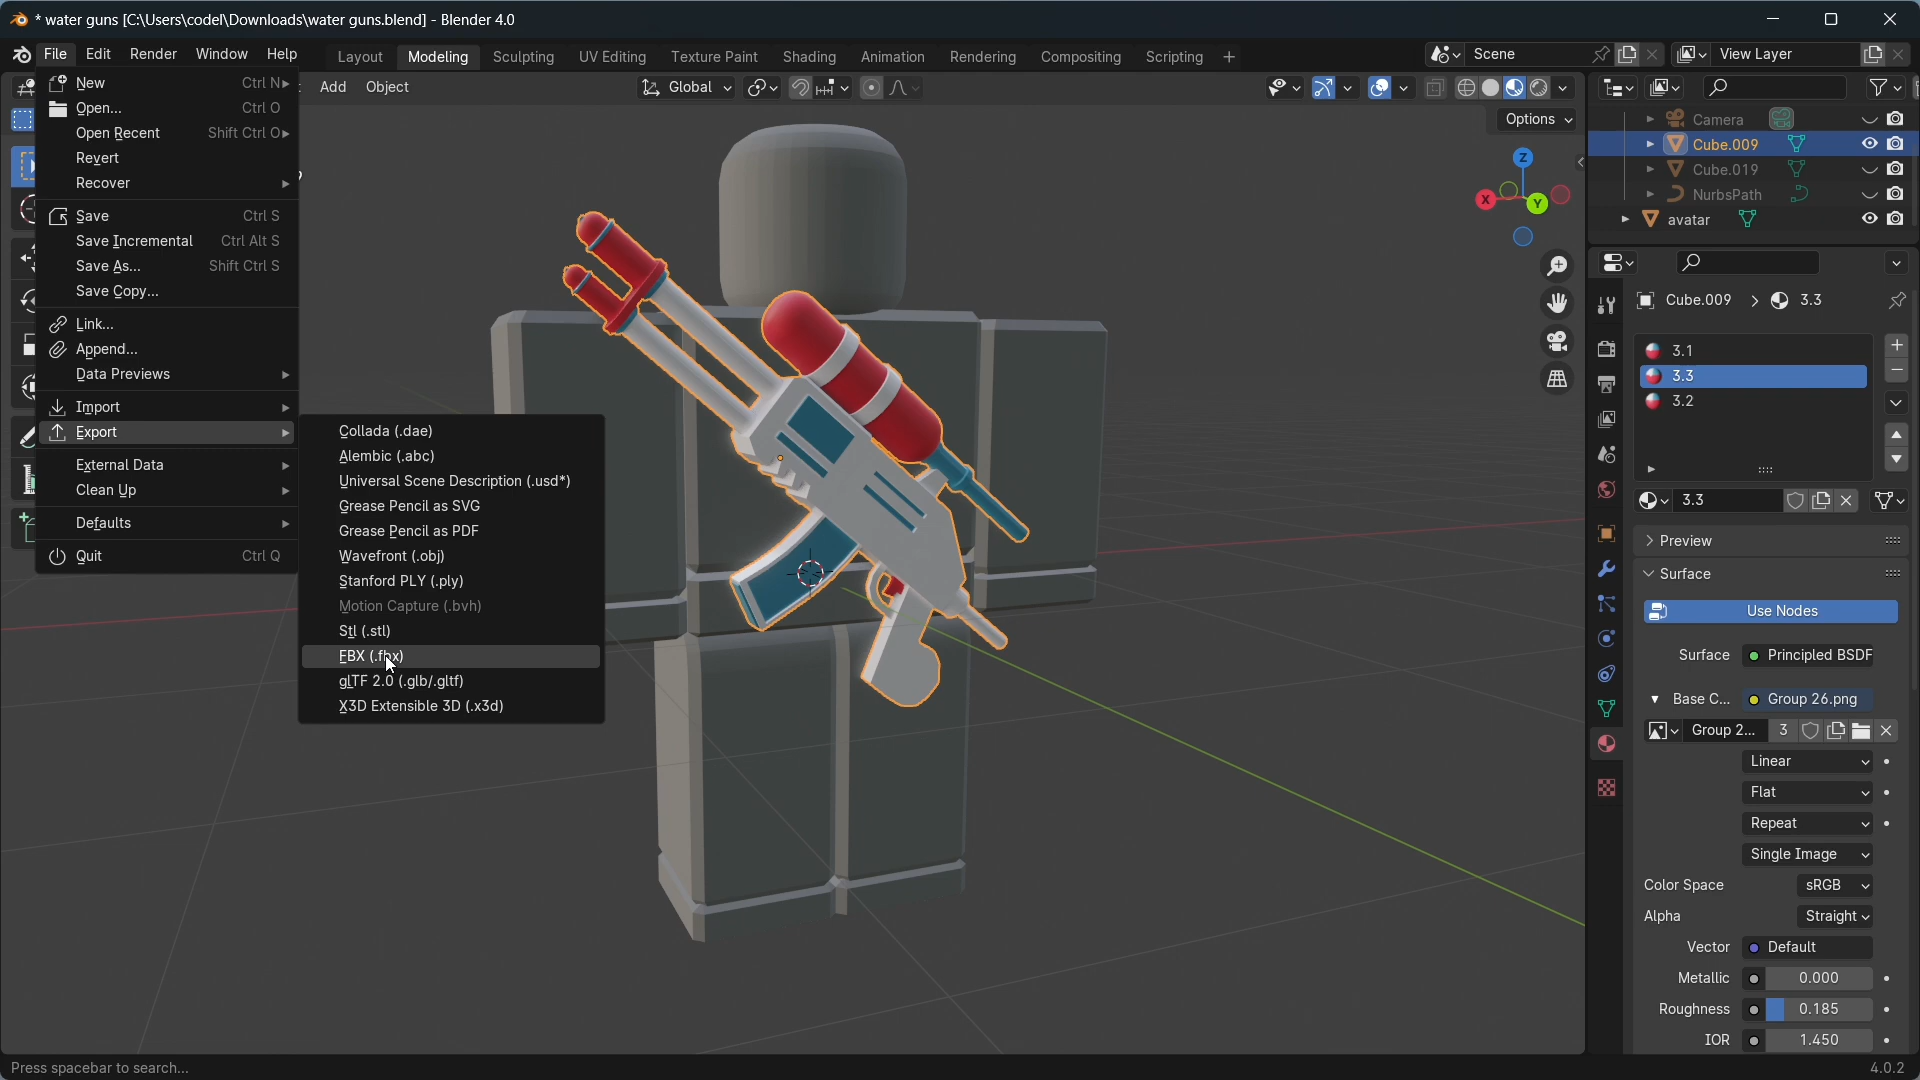 * water guns [C:\Users\codel\Downloads\water guns.blend] - Blender 4.0
File Edit Render Window Help
Layout Modeling Sculpting UV Editing Texture Paint Shading Animation Rendering Compositing Scripting +
Scene
View Layer
Add Object
Global
Options
New Ctrl N
Open... Ctrl O
Open Recent Shift Ctrl O
Revert
Recover
Save Ctrl S
Save Incremental Ctrl Alt S
Save As... Shift Ctrl S
Save Copy...
Link...
Append...
Data Previews
Import
Export
External Data
Clean Up
Defaults
Quit Ctrl Q
Collada (.dae)
Alembic (.abc)
Universal Scene Description (.usd*)
Grease Pencil as SVG
Grease Pencil as PDF
Wavefront (.obj)
Stanford PLY (.ply)
Motion Capture (.bvh)
Stl (.stl)
FBX (.fbx)
glTF 2.0 (.glb/.gltf)
X3D Extensible 3D (.x3d)
Z
X
Y
Camera
Cube.009
Cube.019
NurbsPath
avatar
Cube.009 > 3.3
3.1
3.3
3.2
3.3
Preview
Surface
Use Nodes
Surface Principled BSDF
Base C... Group 26.png
Group 2... 3
Linear
Flat
Repeat
Single Image
Color Space sRGB
Alpha Straight
Vector Default
Metallic 0.000
Roughness 0.185
IOR 1.450
Press spacebar to search...
4.0.2